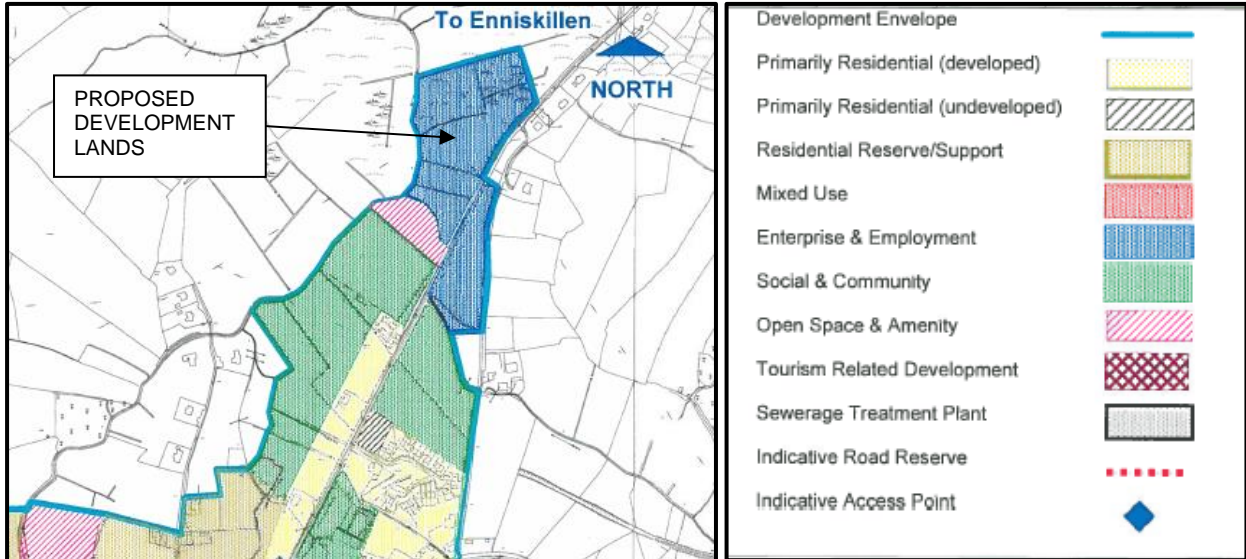 To Enniskillen
NORTH
PROPOSED
DEVELOPMENT
LANDS
Development Envelope
Primarily Residential (developed)
Primarily Residential (undeveloped)
Residential Reserve/Support
Mixed Use
Enterprise & Employment
Social & Community
Open Space & Amenity
Tourism Related Development
Sewerage Treatment Plant
Indicative Road Reserve
Indicative Access Point